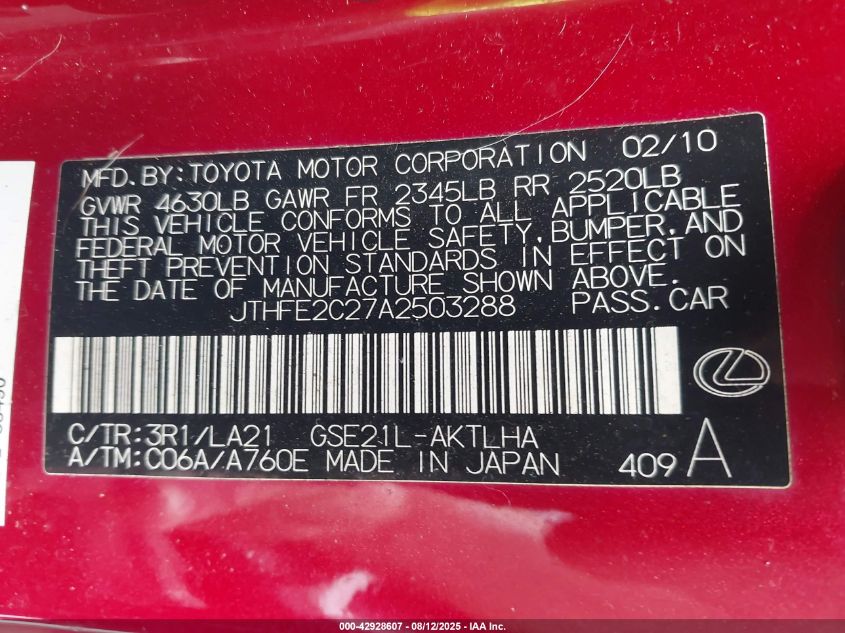 MFD. BY: TOYOTA MOTOR CORPORATION 02/10
GVWR 4630LB GAWR FR 2345LB RR 2520LB
THIS VEHICLE CONFORMS TO ALL APPLICABLE
FEDERAL MOTOR VEHICLE SAFETY, BUMPER, AND
THEFT PREVENTION STANDARDS IN EFFECT ON
THE DATE OF MANUFACTURE SHOWN ABOVE.
JTHFE2C27A2503288 PASS. CAR
C/TR: 3R1/LA21 GSE21L-AKTLHA
A/TM: C06A/A760E MADE IN JAPAN 409 A
000-42928607 - 08/12/2025 - IAA Inc.